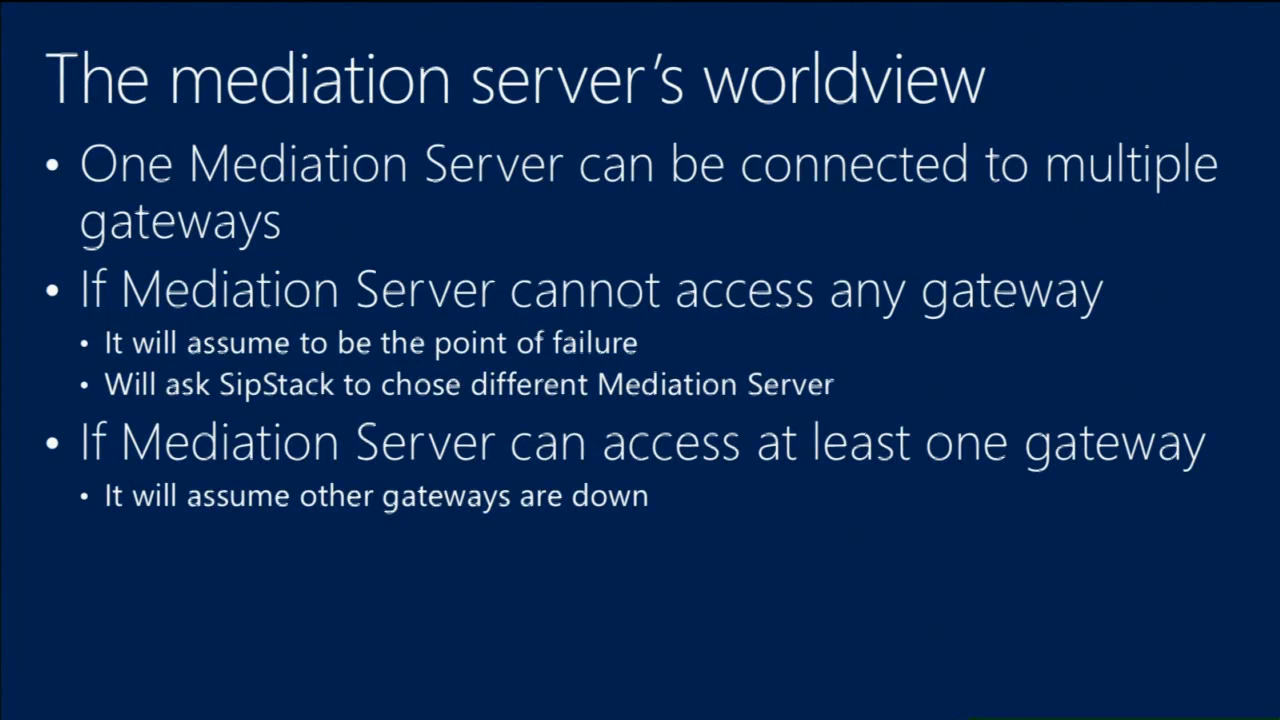 The mediation server's worldview
• One Mediation Server can be connected to multiple
gateways
• If Mediation Server cannot access any gateway
• It will assume to be the point of failure
• Will ask SipStack to chose different Mediation Server
• If Mediation Server can access at least one gateway
• It will assume other gateways are down